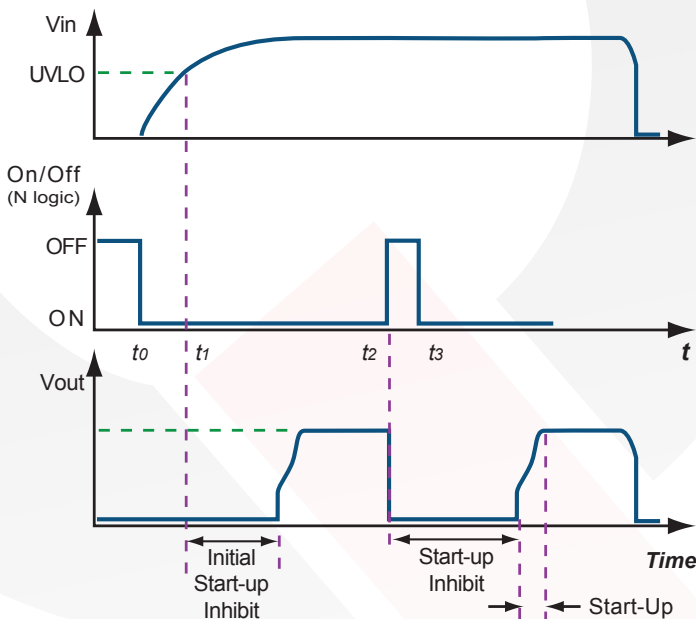 Vin
UVLO
On/Off
(N logic)
OFF
ON
t0
t1
t2
t3
t
Vout
Time
Initial
Start-up
Inhibit
Start-up
Inhibit
Start-Up